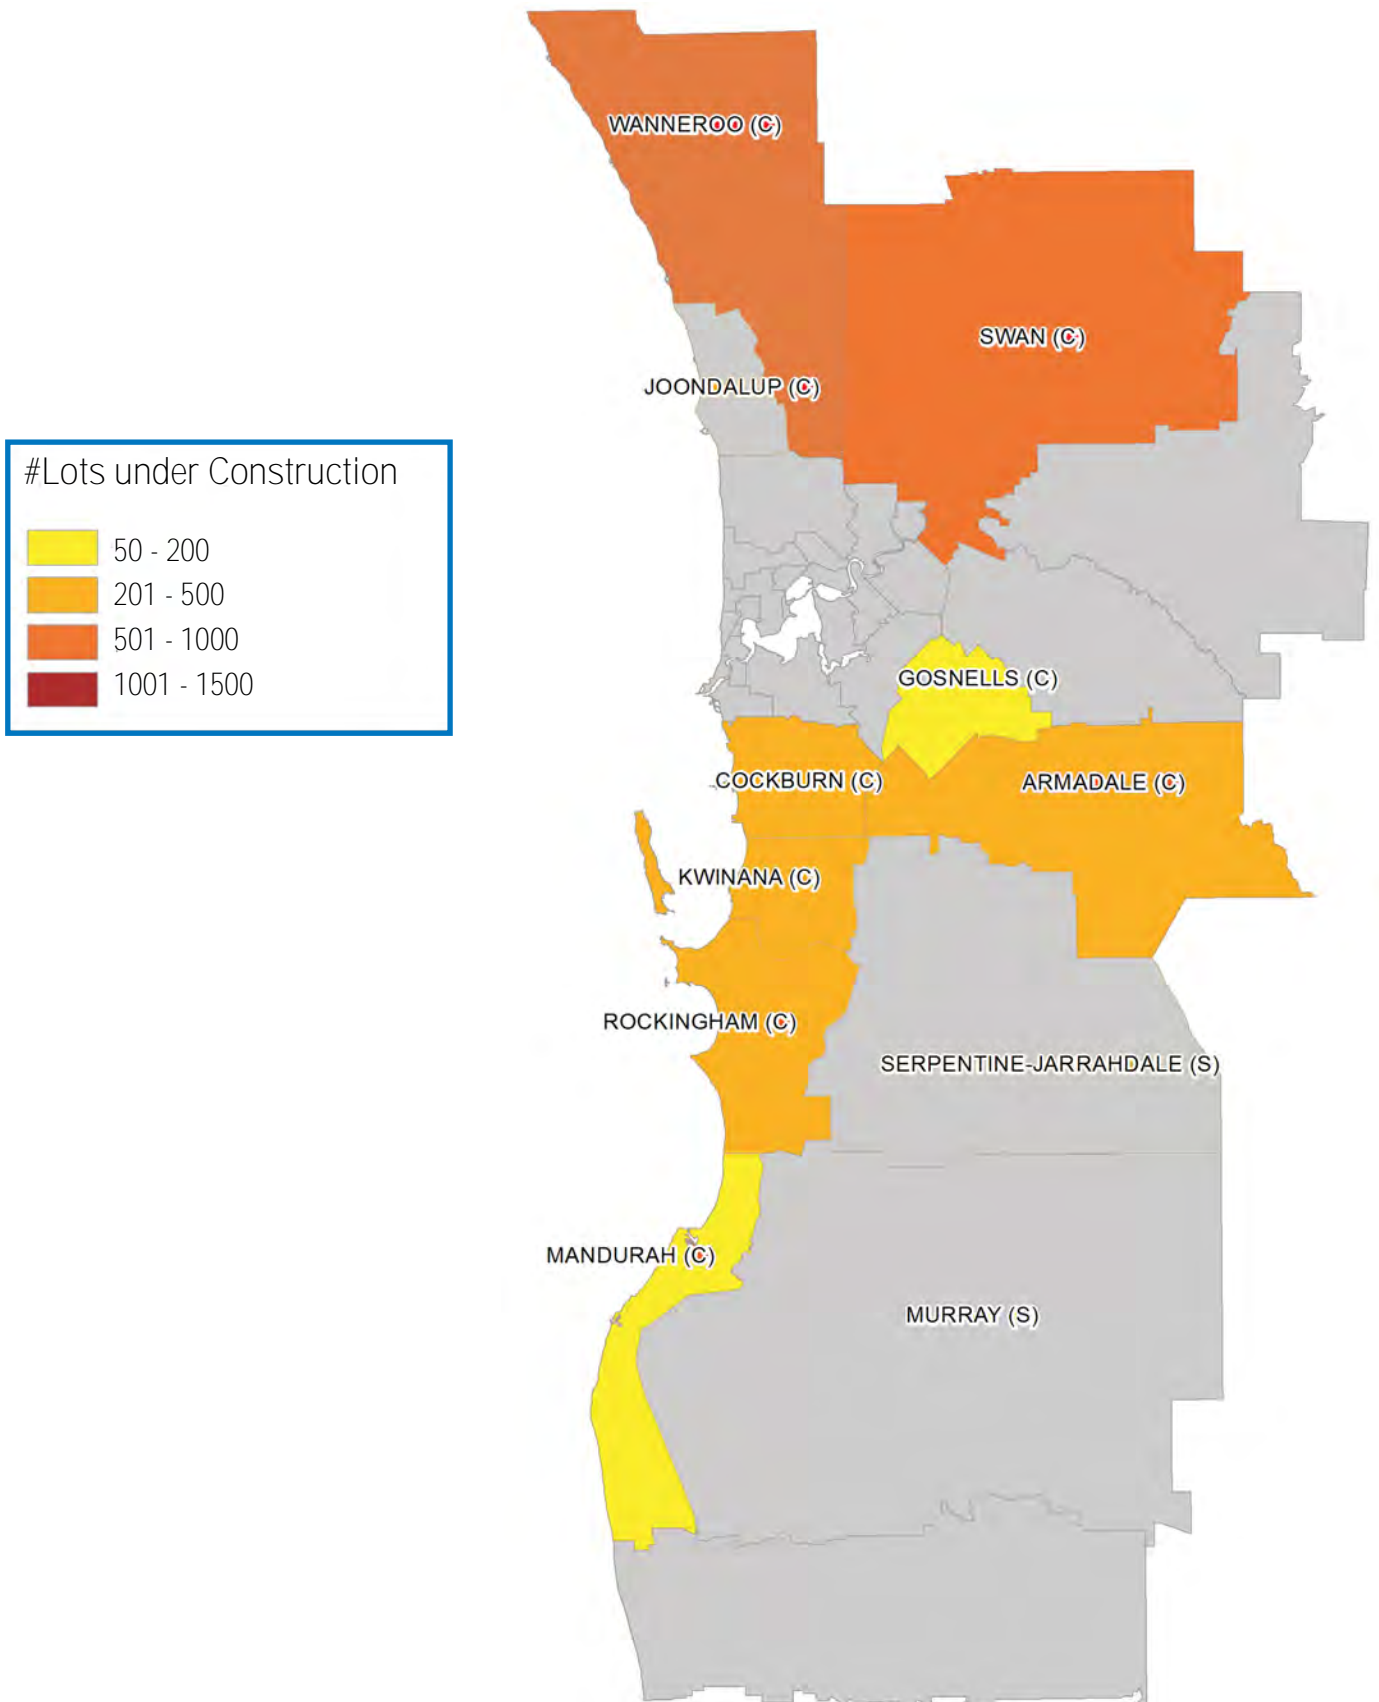 WANNEROO (C)
SWAN (C)
JOONDALUP (C)
#Lots under Construction
50 - 200
201 - 500
501 - 1000
1001 - 1500
GOSNELLS (C)
COCKBURN (C)
ARMADALE (C)
KWINANA (C)
ROCKINGHAM (C)
SERPENTINE-JARRAHDALE (S)
MANDURAH (C)
MURRAY (S)